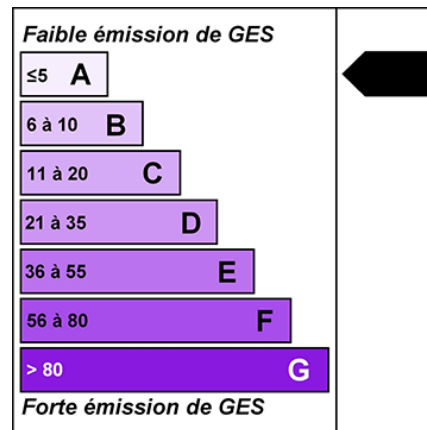 Faible émission de GES
≤5 A
6 à 10 B
11 à 20 C
21 à 35 D
36 à 55 E
56 à 80 F
> 80 G
Forte émission de GES